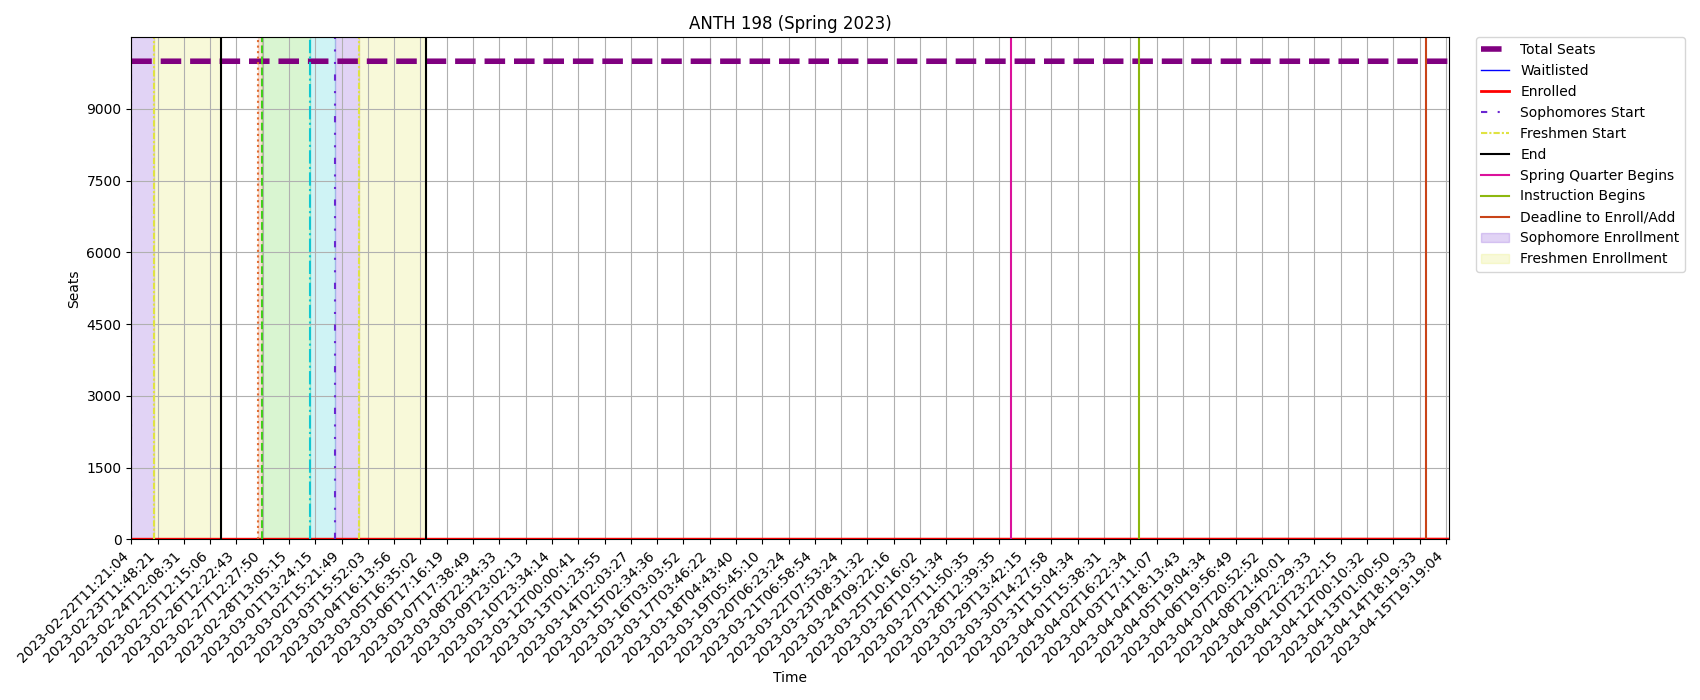 ANTH 198 (Spring 2023)
Total Seats
Waitlisted
Enrolled
Sophomores Start
Freshmen Start
End
Spring Quarter Begins
Instruction Begins
Deadline to Enroll/Add
Sophomore Enrollment
Freshmen Enrollment
Seats
9000
7500
6000
4500
3000
1500
0
2023-02-22T11:21:04
2023-02-23T11:48:21
2023-02-24T12:08:31
2023-02-25T12:15:06
2023-02-26T12:22:43
2023-02-27T12:27:50
2023-02-28T13:05:15
2023-03-01T13:24:15
2023-03-02T15:21:49
2023-03-03T15:52:03
2023-03-04T16:13:56
2023-03-05T16:35:02
2023-03-06T17:16:19
2023-03-07T17:38:49
2023-03-08T22:34:33
2023-03-09T23:02:13
2023-03-10T23:34:14
2023-03-12T00:00:41
2023-03-13T01:23:55
2023-03-14T02:03:27
2023-03-15T02:34:36
2023-03-16T03:03:52
2023-03-17T03:46:22
2023-03-18T04:43:40
2023-03-19T05:45:10
2023-03-20T06:23:24
2023-03-21T06:58:54
2023-03-22T07:53:24
2023-03-23T08:31:32
2023-03-24T09:22:16
2023-03-25T10:16:02
2023-03-26T10:51:34
2023-03-27T11:50:35
2023-03-28T12:39:35
2023-03-29T13:42:15
2023-03-30T14:27:58
2023-03-31T15:04:34
2023-04-01T15:38:31
2023-04-02T16:22:34
2023-04-03T17:11:07
2023-04-04T18:13:43
2023-04-05T19:04:34
2023-04-06T19:56:49
2023-04-07T20:52:52
2023-04-08T21:40:01
2023-04-09T22:29:33
2023-04-10T23:22:15
2023-04-12T00:10:32
2023-04-13T01:00:50
2023-04-14T18:19:33
2023-04-15T19:19:04
Time